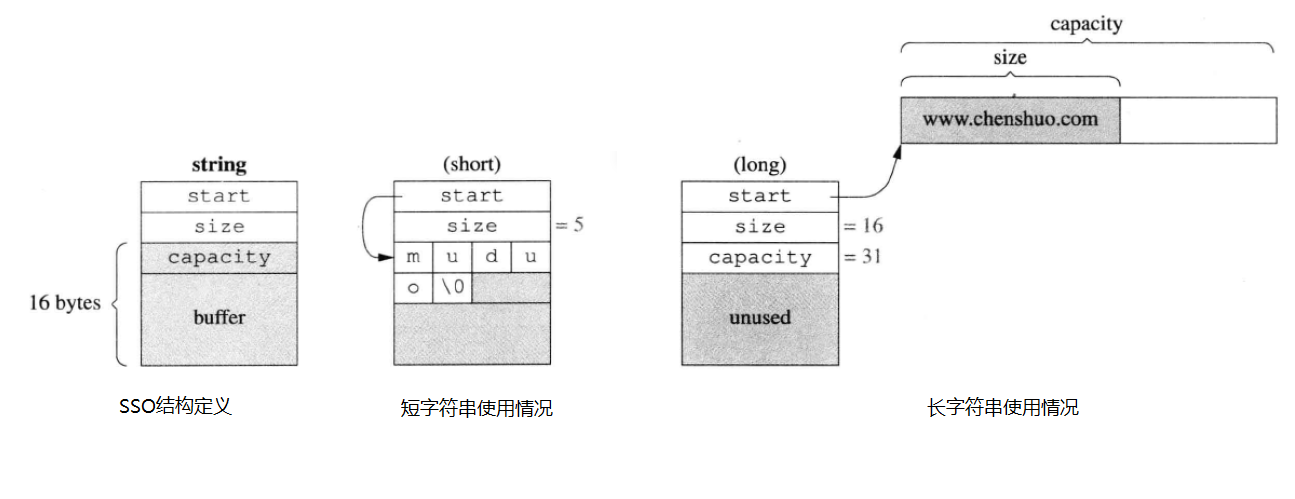 capacity
size
www.chenshuo.com
string
start
size
capacity
16 bytes
buffer
SSO结构定义
(short)
start
size = 5
m u d u
o \0
短字符串使用情况
(long)
start
size = 16
capacity = 31
unused
长字符串使用情况